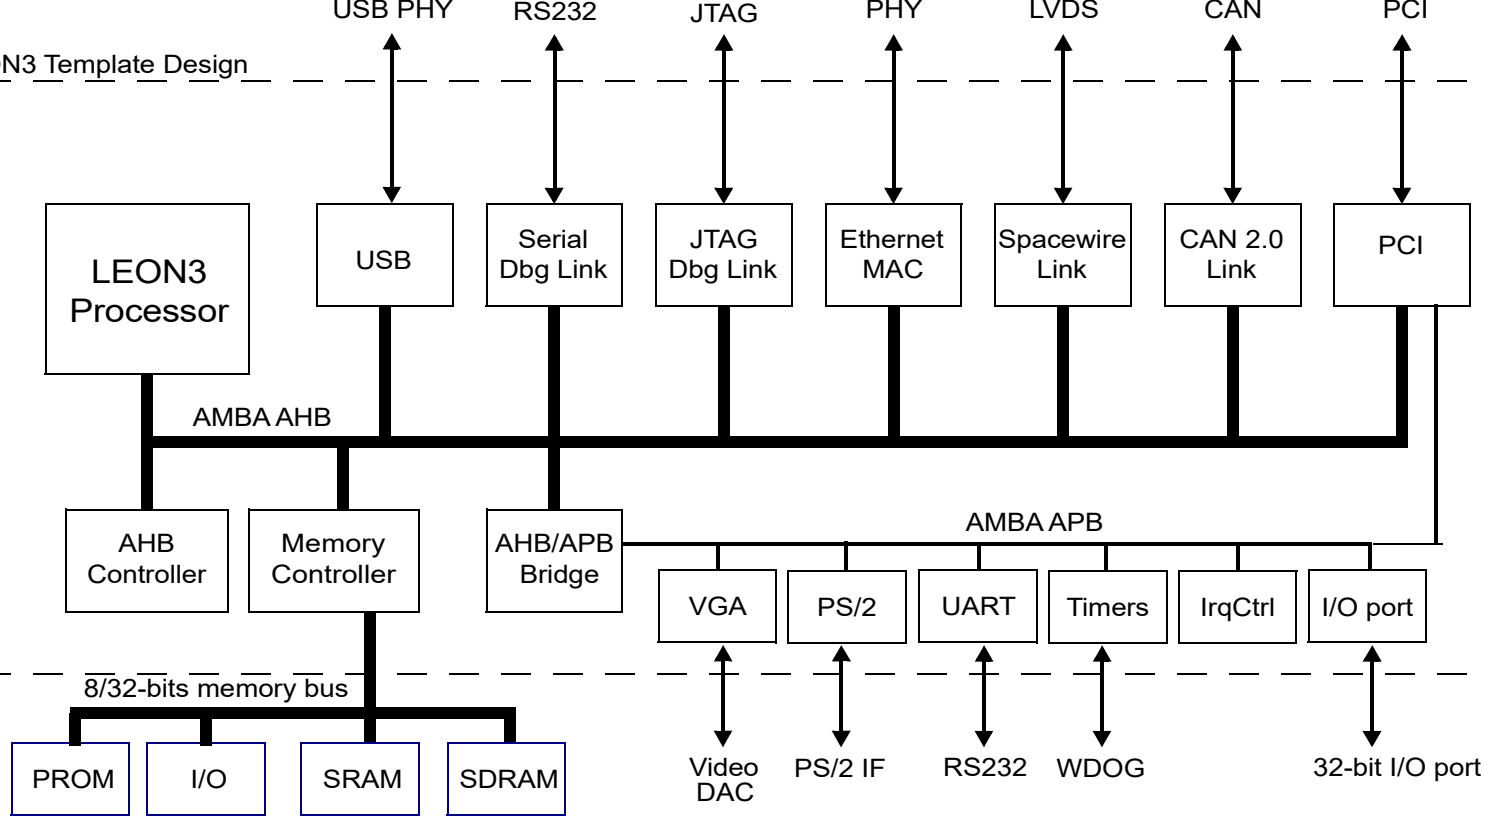 USB PHY
RS232
JTAG
PHY
LVDS
CAN
PCI
ON3 Template Design
LEON3
Processor
USB
Serial
Dbg Link
JTAG
Dbg Link
Ethernet
MAC
Spacewire
Link
CAN 2.0
Link
PCI
AMBA AHB
AHB
Controller
Memory
Controller
AHB/APB
Bridge
AMBA APB
VGA
PS/2
UART
Timers
IrqCtrl
I/O port
8/32-bits memory bus
PROM
I/O
SRAM
SDRAM
Video
DAC
PS/2 IF
RS232
WDOG
32-bit I/O port